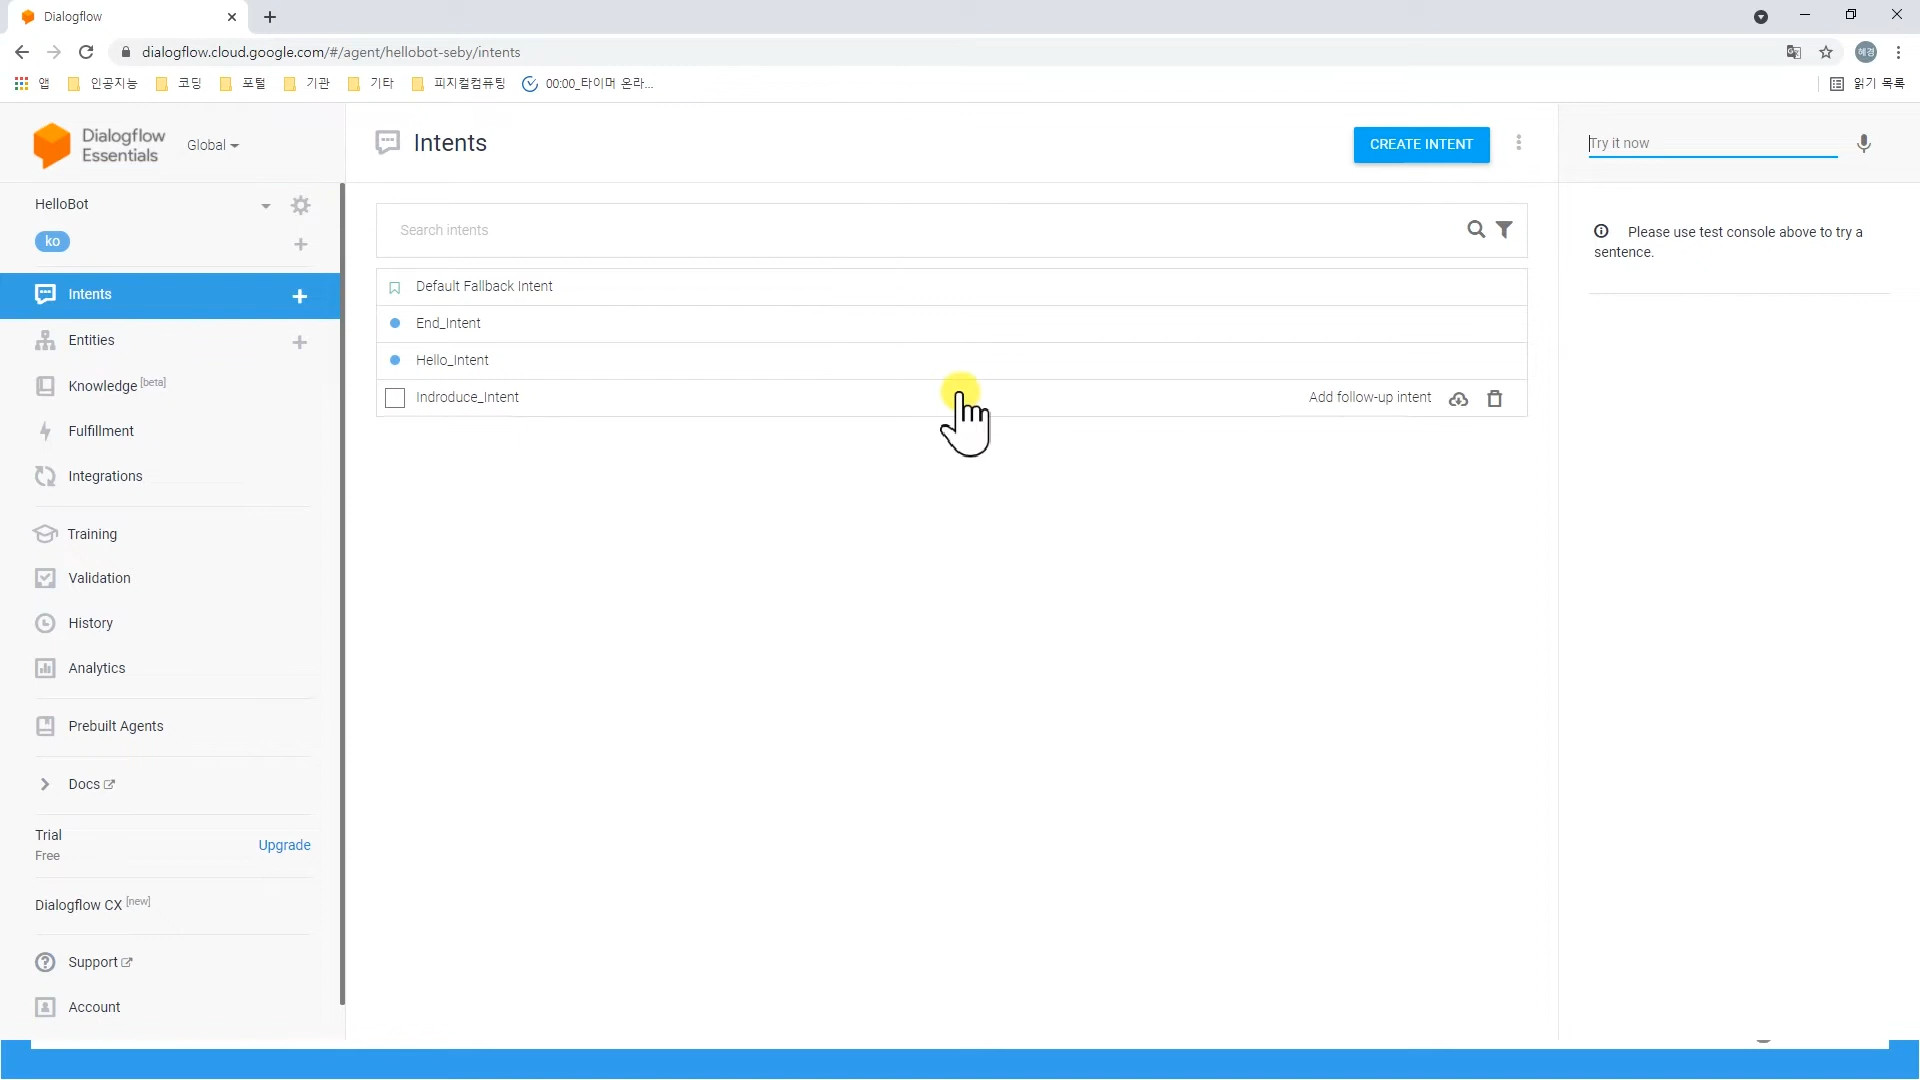 Dialogflow
dialogflow.cloud.google.com/#/agent/hellobot-seby/intents
혜경
앱
인공지능
코딩
포털
기관
기타
피지컬컴퓨팅
00:00_타이머 온라...
읽기 목록
Dialogflow
Essentials
Global
Intents
CREATE INTENT
Try it now
HelloBot
ko
Search intents
Please use test console above to try a
sentence.
Intents
Default Fallback Intent
End_Intent
Hello_Intent
Indroduce_Intent
Add follow-up intent
Entities
Knowledge [beta]
Fulfillment
Integrations
Training
Validation
History
Analytics
Prebuilt Agents
Docs
Trial
Free
Upgrade
Dialogflow CX [new]
Support
Account